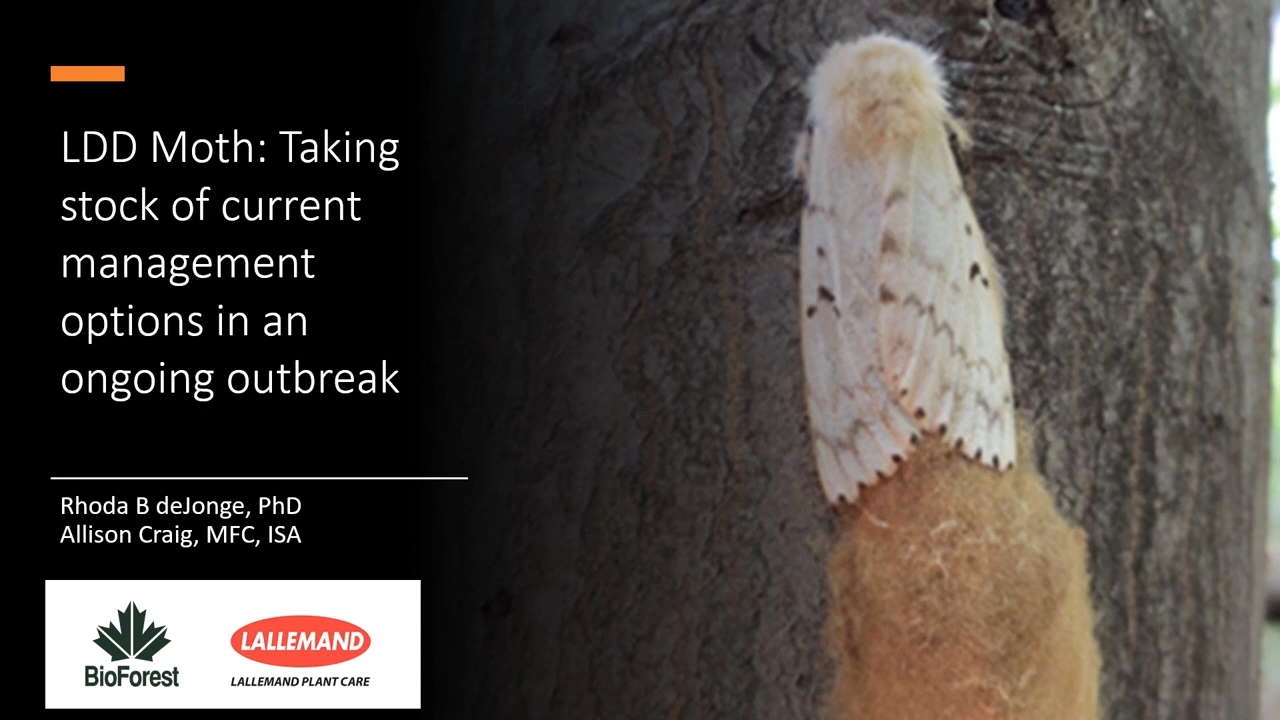 LDD Moth: Taking
stock of current
management
options in an
ongoing outbreak
Rhoda B deJonge, PhD
Allison Craig, MFC, ISA
BioForest
LALLEMAND
LALLEMAND PLANT CARE